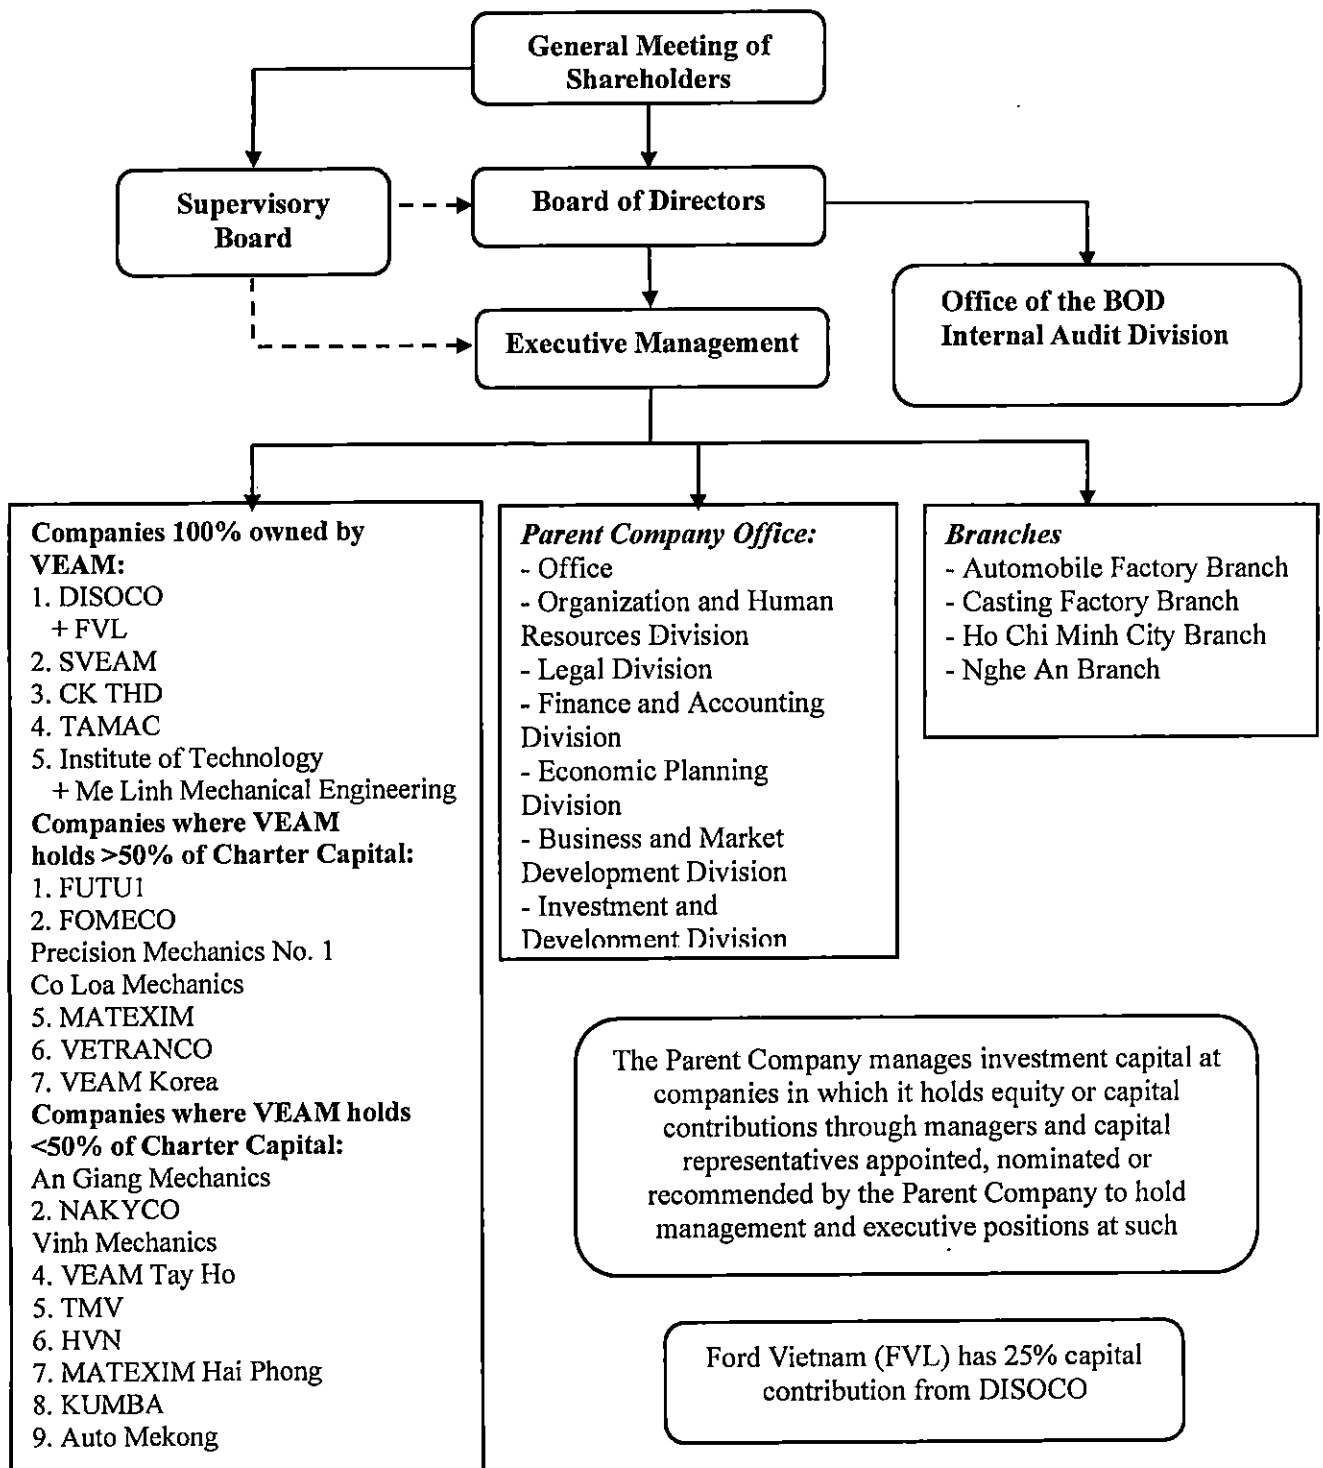 General Meeting of
Shareholders
Supervisory
Board
Board of Directors
Office of the BOD
Internal Audit Division
Executive Management
Companies 100% owned by
VEAM:
1. DISOCO
+ FVL
2. SVEAM
3. CK THD
4. TAMAC
5. Institute of Technology
+ Me Linh Mechanical Engineering
Companies where VEAM
holds >50% of Charter Capital:
1. FUTU1
2. FOMECO
Precision Mechanics No. 1
Co Loa Mechanics
5. MATEXIM
6. VETRANCO
7. VEAM Korea
Companies where VEAM holds
<50% of Charter Capital:
An Giang Mechanics
2. NAKYCO
Vinh Mechanics
4. VEAM Tay Ho
5. TMV
6. HVN
7. MATEXIM Hai Phong
8. KUMBA
9. Auto Mekong
Parent Company Office:
- Office
- Organization and Human
Resources Division
- Legal Division
- Finance and Accounting
Division
- Economic Planning
Division
- Business and Market
Development Division
- Investment and
Development Division
Branches
- Automobile Factory Branch
- Casting Factory Branch
- Ho Chi Minh City Branch
- Nghe An Branch
The Parent Company manages investment capital at
companies in which it holds equity or capital
contributions through managers and capital
representatives appointed, nominated or
recommended by the Parent Company to hold
management and executive positions at such
Ford Vietnam (FVL) has 25% capital
contribution from DISOCO